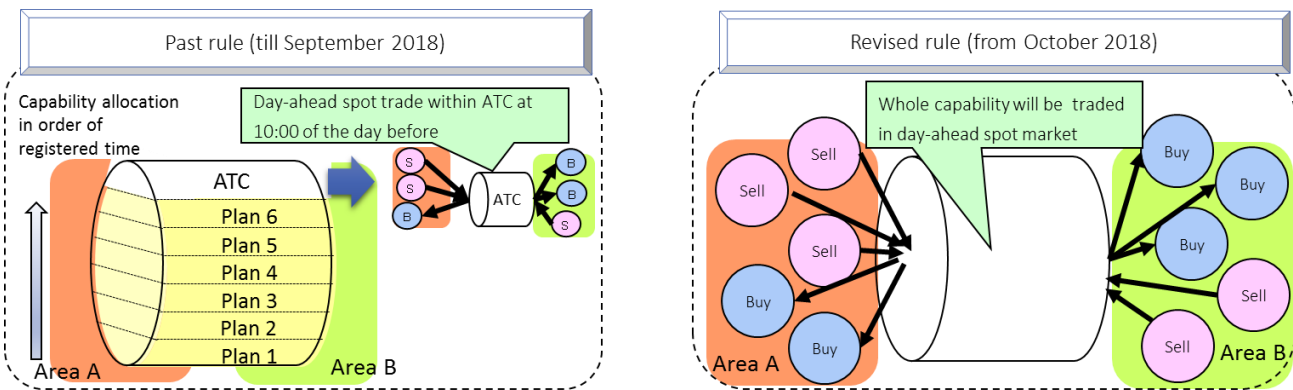 Past rule (till September 2018)
Capability allocation
in order of
registered time
Day-ahead spot trade within ATC at
10:00 of the day before
ATC
Plan 6
Plan 5
Plan 4
Plan 3
Plan 2
Plan 1
Area A
Area B
S
S
B
ATC
B
B
S
Revised rule (from October 2018)
Whole capability will be traded
in day-ahead spot market
Sell
Sell
Sell
Buy
Buy
Area A
Buy
Buy
Buy
Sell
Sell
Area B